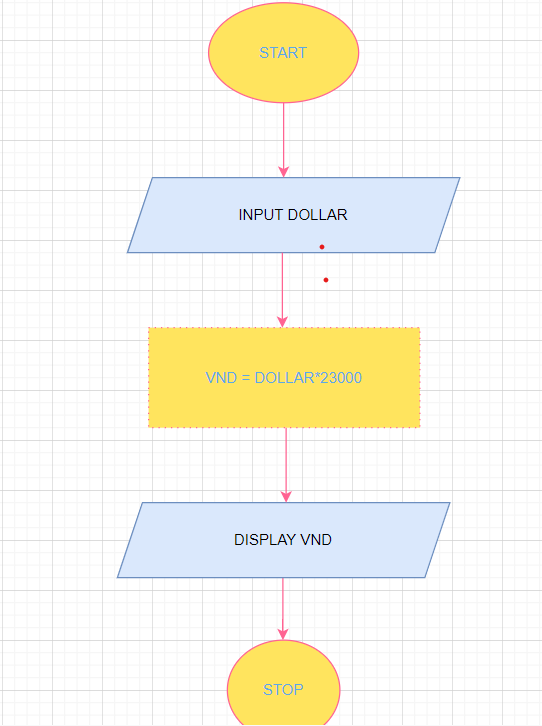 START
INPUT DOLLAR
VND = DOLLAR*23000
DISPLAY VND
STOP